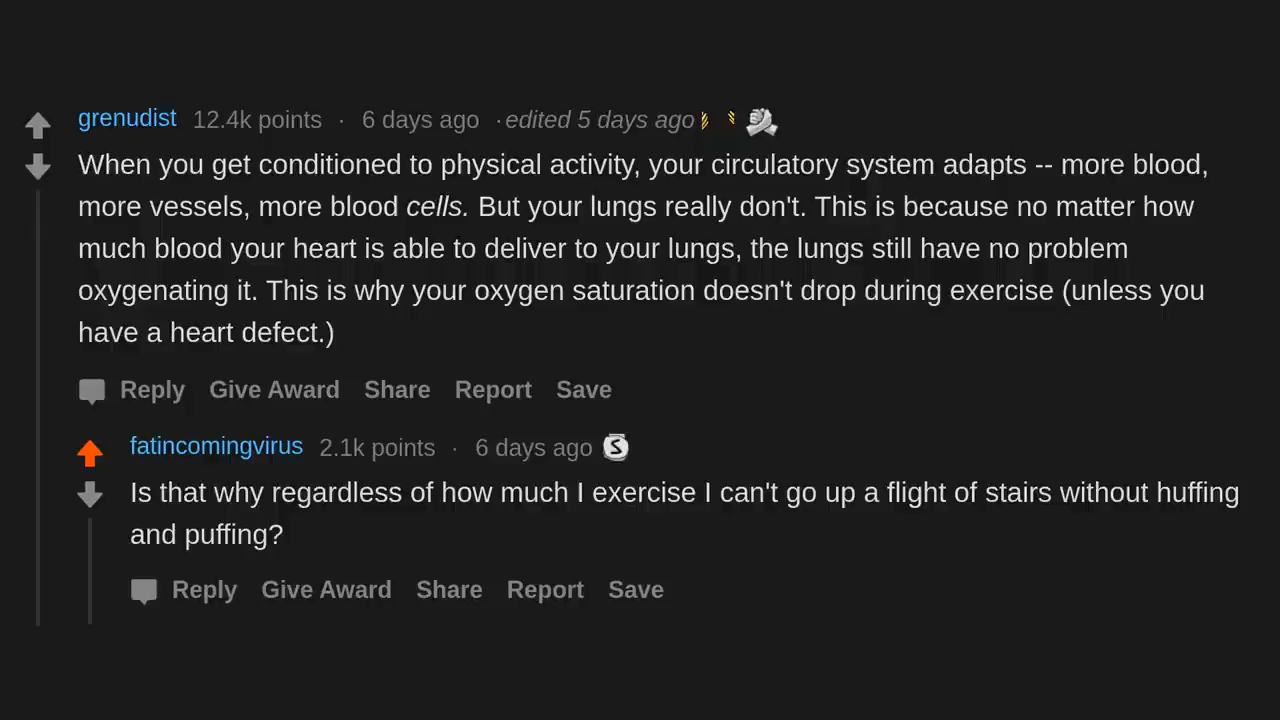 grenudist 12.4k points · 6 days ago · edited 5 days ago
When you get conditioned to physical activity, your circulatory system adapts -- more blood,
more vessels, more blood cells. But your lungs really don't. This is because no matter how
much blood your heart is able to deliver to your lungs, the lungs still have no problem
oxygenating it. This is why your oxygen saturation doesn't drop during exercise (unless you
have a heart defect.)
Reply Give Award Share Report Save
fatincomingvirus 2.1k points · 6 days ago S
Is that why regardless of how much I exercise I can't go up a flight of stairs without huffing
and puffing?
Reply Give Award Share Report Save